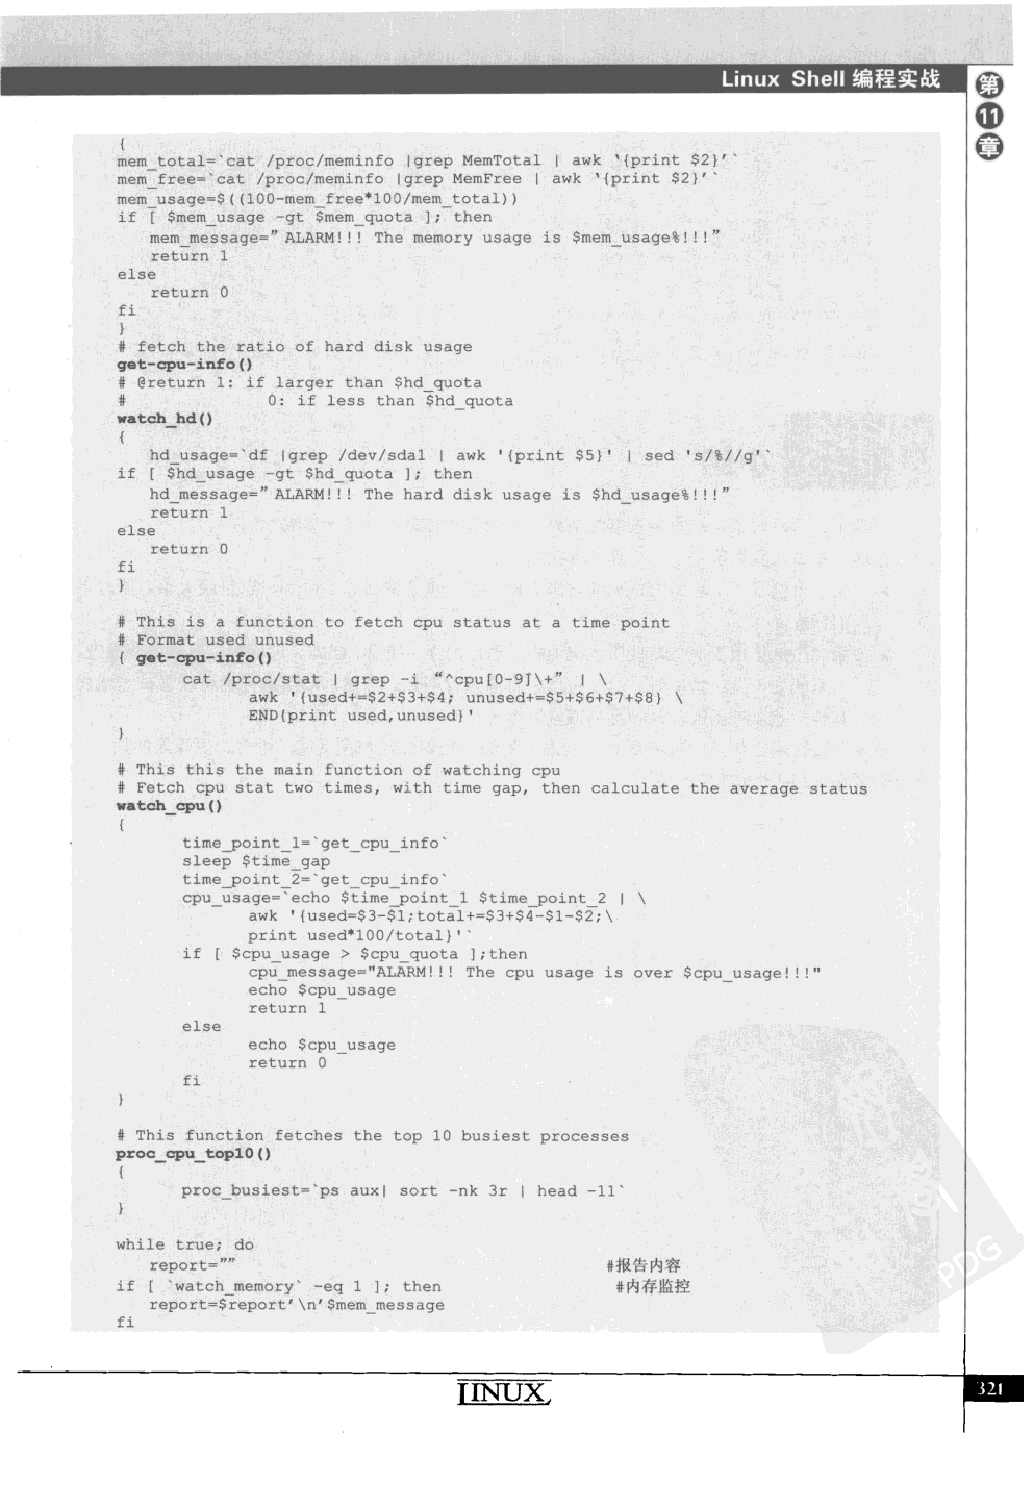 Linux Shell 编程实战
第
11
章
{
mem_total=`cat /proc/meminfo |grep MemTotal | awk '{print $2}'`
mem_free=`cat /proc/meminfo |grep MemFree | awk '{print $2}'`
mem_usage=$((100-mem_free*100/mem_total))
if [ $mem_usage -gt $mem_quota ]; then
mem_message=" ALARM!!! The memory usage is $mem_usage%!!!"
return 1
else
return 0
fi
}
# fetch the ratio of hard disk usage
get-cpu-info()
# @return 1: if larger than $hd_quota
# 0: if less than $hd_quota
watch_hd()
{
hd_usage=`df |grep /dev/sda1 | awk '{print $5}' | sed 's/%//g'`
if [ $hd_usage -gt $hd_quota ]; then
hd_message=" ALARM!!! The hard disk usage is $hd_usage%!!!"
return 1
else
return 0
fi
}
# This is a function to fetch cpu status at a time point
# Format used unused
{ get-cpu-info()
cat /proc/stat | grep -i "^cpu[0-9]\+" | \
awk '{used+=$2+$3+$4; unused+=$5+$6+$7+$8} \
END{print used,unused}'
}
# This this the main function of watching cpu
# Fetch cpu stat two times, with time gap, then calculate the average status
watch_cpu()
{
time_point_1=`get_cpu_info`
sleep $time_gap
time_point_2=`get_cpu_info`
cpu_usage=`echo $time_point_1 $time_point_2 | \
awk '{used=$3-$1;total+=$3+$4-$1-$2;\
print used*100/total}'`
if [ $cpu_usage > $cpu_quota ];then
cpu_message="ALARM!!! The cpu usage is over $cpu_usage!!!"
echo $cpu_usage
return 1
else
echo $cpu_usage
return 0
fi
}
# This function fetches the top 10 busiest processes
proc_cpu_top10()
{
proc_busiest=`ps aux| sort -nk 3r | head -11`
}
while true; do
report="" #报告内容
if [ `watch_memory` -eq 1 ]; then #内存监控
report=$report'\n'$mem_message
fi
LINUX
321
PDG